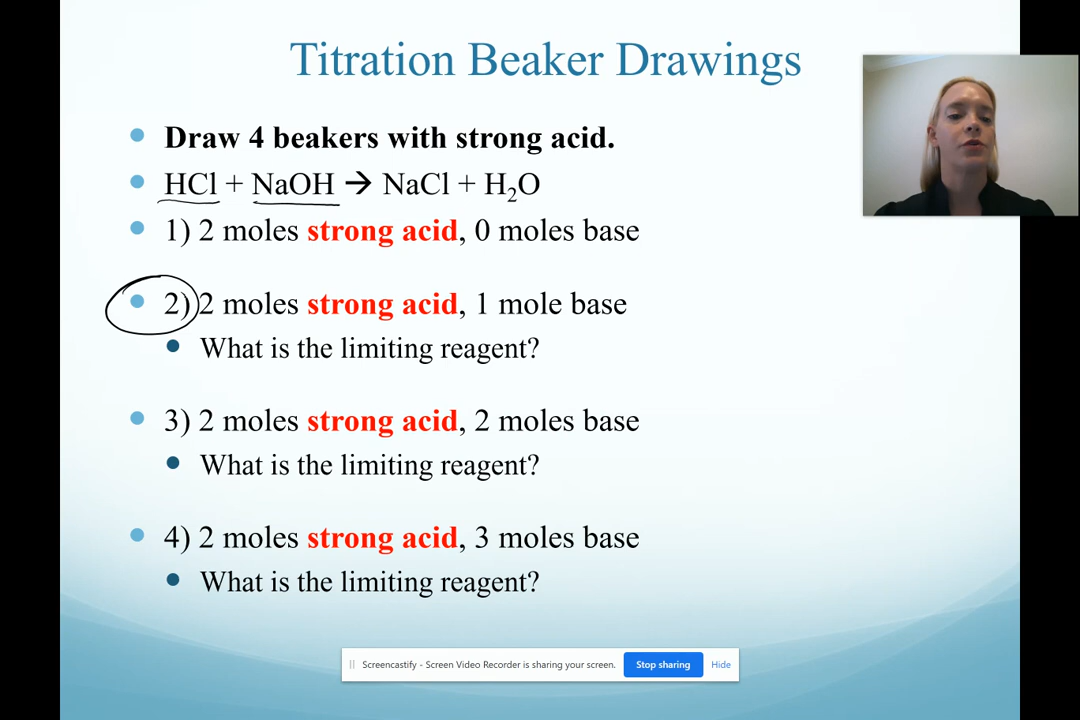 Titration Beaker Drawings
Draw 4 beakers with strong acid.
HCl + NaOH → NaCl + H₂O
1) 2 moles strong acid, 0 moles base
2) 2 moles strong acid, 1 mole base
What is the limiting reagent?
3) 2 moles strong acid, 2 moles base
What is the limiting reagent?
4) 2 moles strong acid, 3 moles base
What is the limiting reagent?
Screencastify - Screen Video Recorder is sharing your screen. Stop sharing Hide